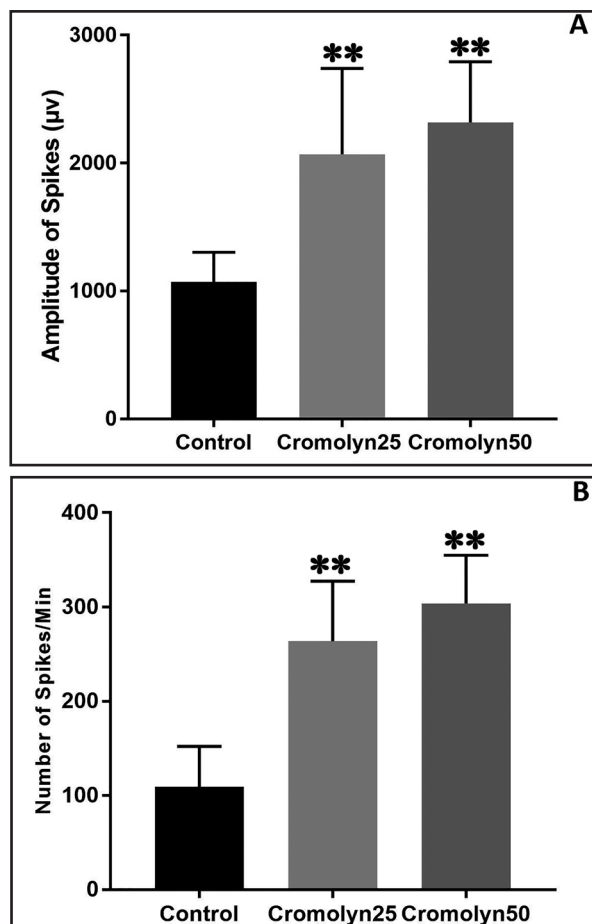 A
3000
2000
1000
0
Amplitude of Spikes (µv)
** **
Control Cromolyn25 Cromolyn50
B
400
300
200
100
0
Number of Spikes/Min
** **
Control Cromolyn25 Cromolyn50